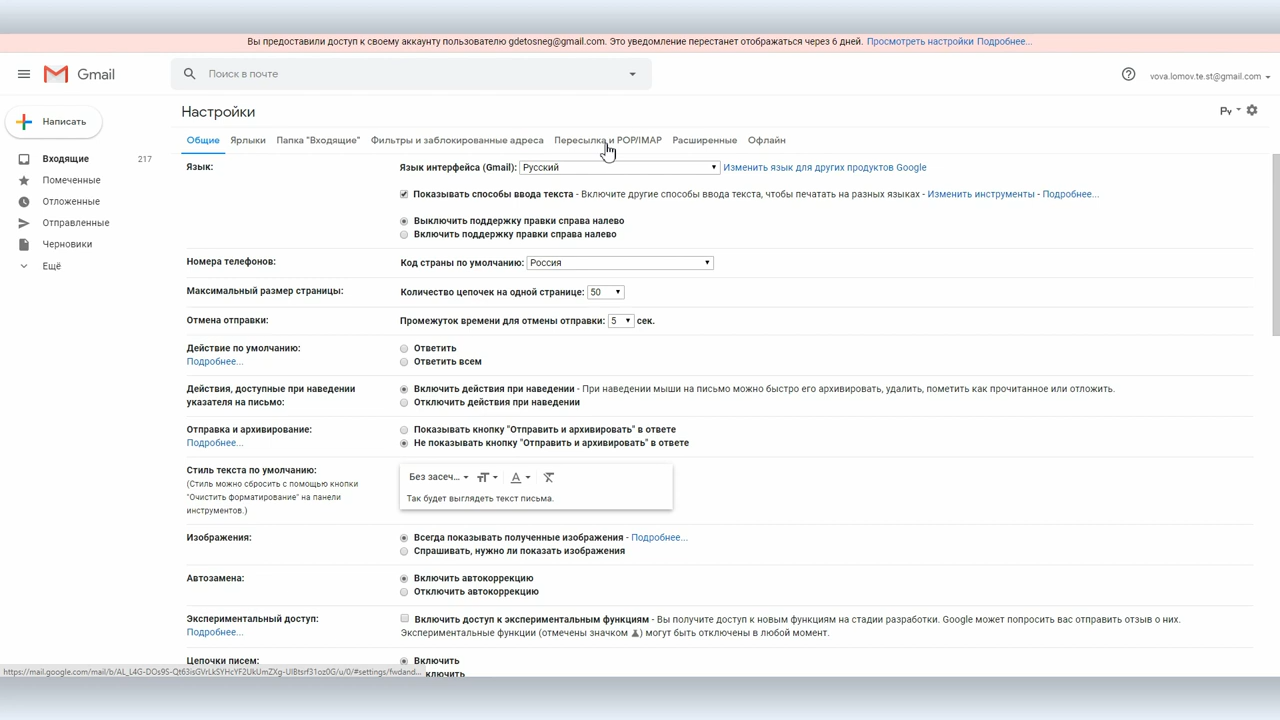 Вы предоставили доступ к своему аккаунту пользователю gdetosneg@gmail.com. Это уведомление перестанет отображаться через 6 дней. Просмотреть настройки Подробнее...
Gmail
Поиск в почте
vova.lomov.te.st@gmail.com
Написать
Настройки
Ру
Общие Ярлыки Папка "Входящие" Фильтры и заблокированные адреса Пересылка и POP/IMAP Расширенные Офлайн
Входящие 217
Помеченные
Отложенные
Отправленные
Черновики
Ещё
Язык: Язык интерфейса (Gmail): Русский Изменить язык для других продуктов Google
Показывать способы ввода текста - Включите другие способы ввода текста, чтобы печатать на разных языках - Изменить инструменты - Подробнее...
Выключить поддержку правки справа налево
Включить поддержку правки справа налево
Номера телефонов: Код страны по умолчанию: Россия
Максимальный размер страницы: Количество цепочек на одной странице: 50
Отмена отправки: Промежуток времени для отмены отправки: 5 сек.
Действие по умолчанию: Ответить
Подробнее... Ответить всем
Действия, доступные при наведении Включить действия при наведении - При наведении мыши на письмо можно быстро его архивировать, удалить, пометить как прочитанное или отложить.
указателя на письмо: Отключить действия при наведении
Отправка и архивирование: Показывать кнопку "Отправить и архивировать" в ответе
Подробнее... Не показывать кнопку "Отправить и архивировать" в ответе
Стиль текста по умолчанию:
(Стиль можно сбросить с помощью кнопки
"Очистить форматирование" на панели
инструментов.)
Без засеч...
Так будет выглядеть текст письма.
Изображения: Всегда показывать полученные изображения - Подробнее...
Спрашивать, нужно ли показать изображения
Автозамена: Включить автокоррекцию
Отключить автокоррекцию
Экспериментальный доступ: Включить доступ к экспериментальным функциям - Вы получите доступ к новым функциям на стадии разработки. Google может попросить вас отправить отзыв о них.
Подробнее... Экспериментальные функции (отмечены значком ) могут быть отключены в любой момент.
Цепочки писем: Включить
ключить